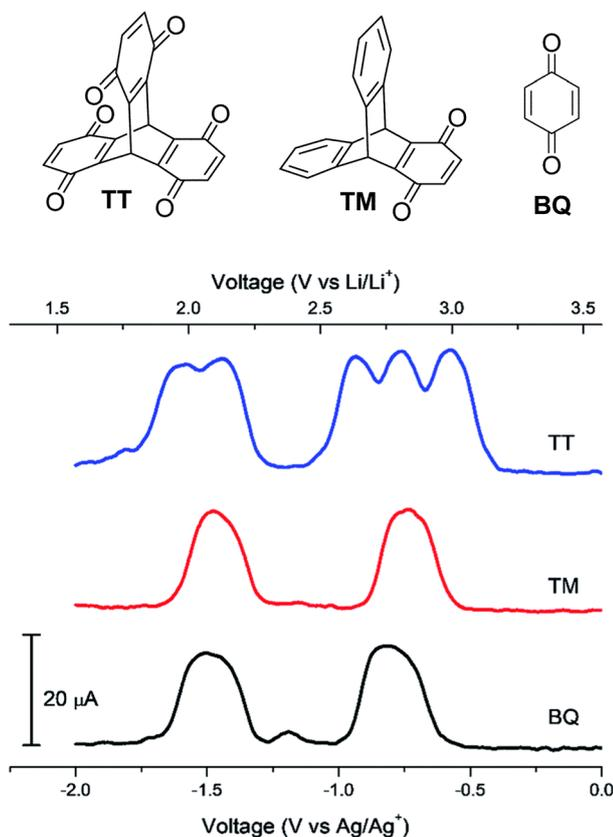 O
O
O
O
O
O
TT
O
O
TM
O
O
BQ
Voltage (V vs Li/Li⁺)
1.5 2.0 2.5 3.0 3.5
TT
TM
20 μA
BQ
-2.0 -1.5 -1.0 -0.5 0.0
Voltage (V vs Ag/Ag⁺)